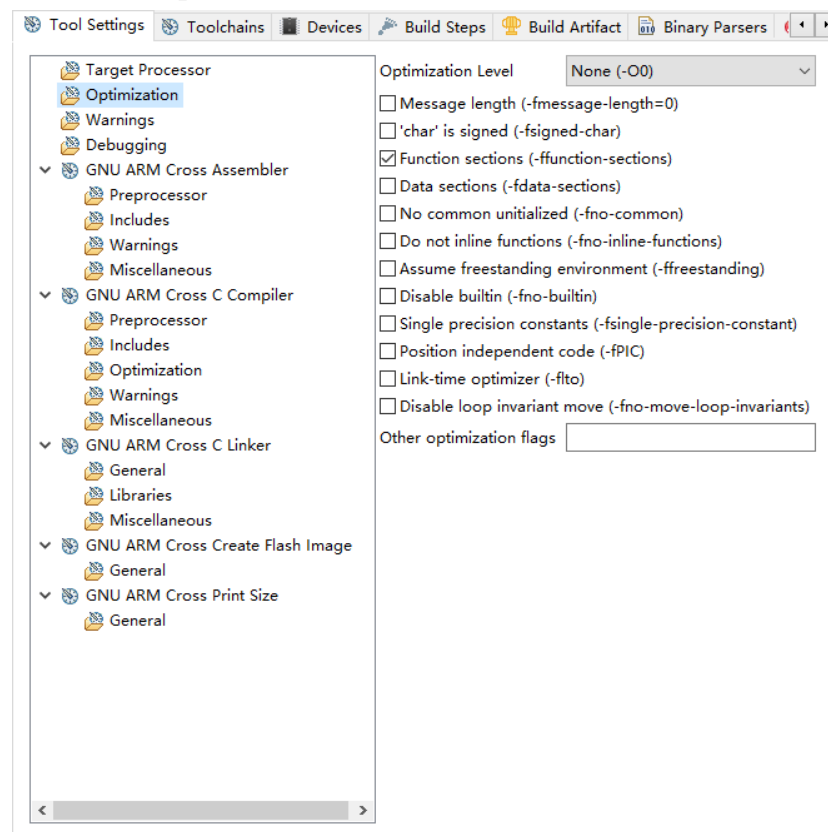 Tool Settings Toolchains Devices Build Steps Build Artifact Binary Parsers
Target Processor
Optimization
Warnings
Debugging
GNU ARM Cross Assembler
Preprocessor
Includes
Warnings
Miscellaneous
GNU ARM Cross C Compiler
Preprocessor
Includes
Optimization
Warnings
Miscellaneous
GNU ARM Cross C Linker
General
Libraries
Miscellaneous
GNU ARM Cross Create Flash Image
General
GNU ARM Cross Print Size
General
Optimization Level None (-O0)
Message length (-fmessage-length=0)
'char' is signed (-fsigned-char)
Function sections (-ffunction-sections)
Data sections (-fdata-sections)
No common unitialized (-fno-common)
Do not inline functions (-fno-inline-functions)
Assume freestanding environment (-ffreestanding)
Disable builtin (-fno-builtin)
Single precision constants (-fsingle-precision-constant)
Position independent code (-fPIC)
Link-time optimizer (-flto)
Disable loop invariant move (-fno-move-loop-invariants)
Other optimization flags